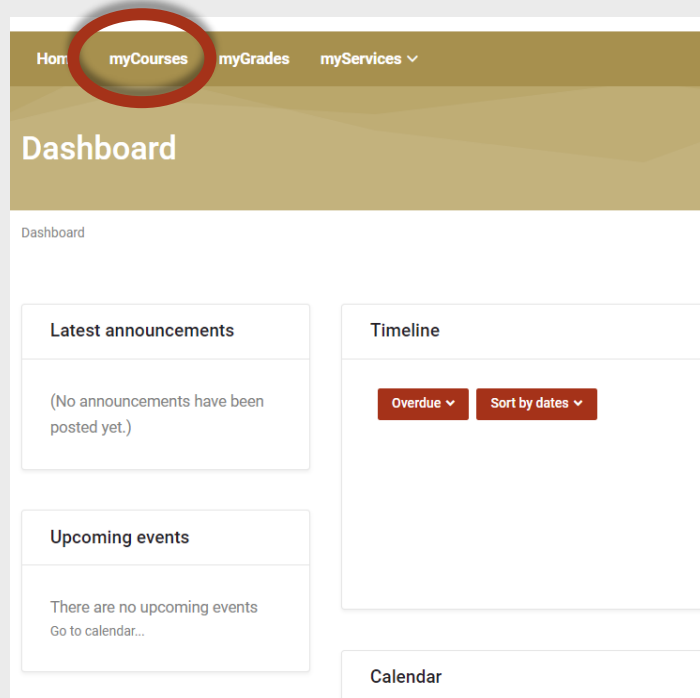 Hom myCourses myGrades myServices
Dashboard
Dashboard
Latest announcements
(No announcements have been
posted yet.)
Upcoming events
There are no upcoming events
Go to calendar...
Timeline
Overdue Sort by dates
Calendar